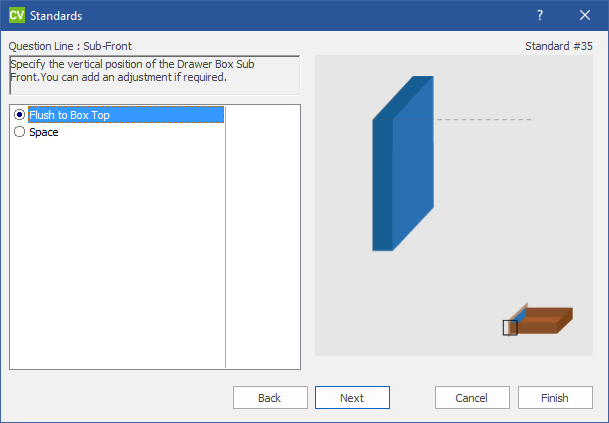 CV Standards ?
Question Line : Sub-Front
Standard #35
Specify the vertical position of the Drawer Box Sub
Front.You can add an adjustment if required.
Flush to Box Top
Space
Back Next Cancel Finish